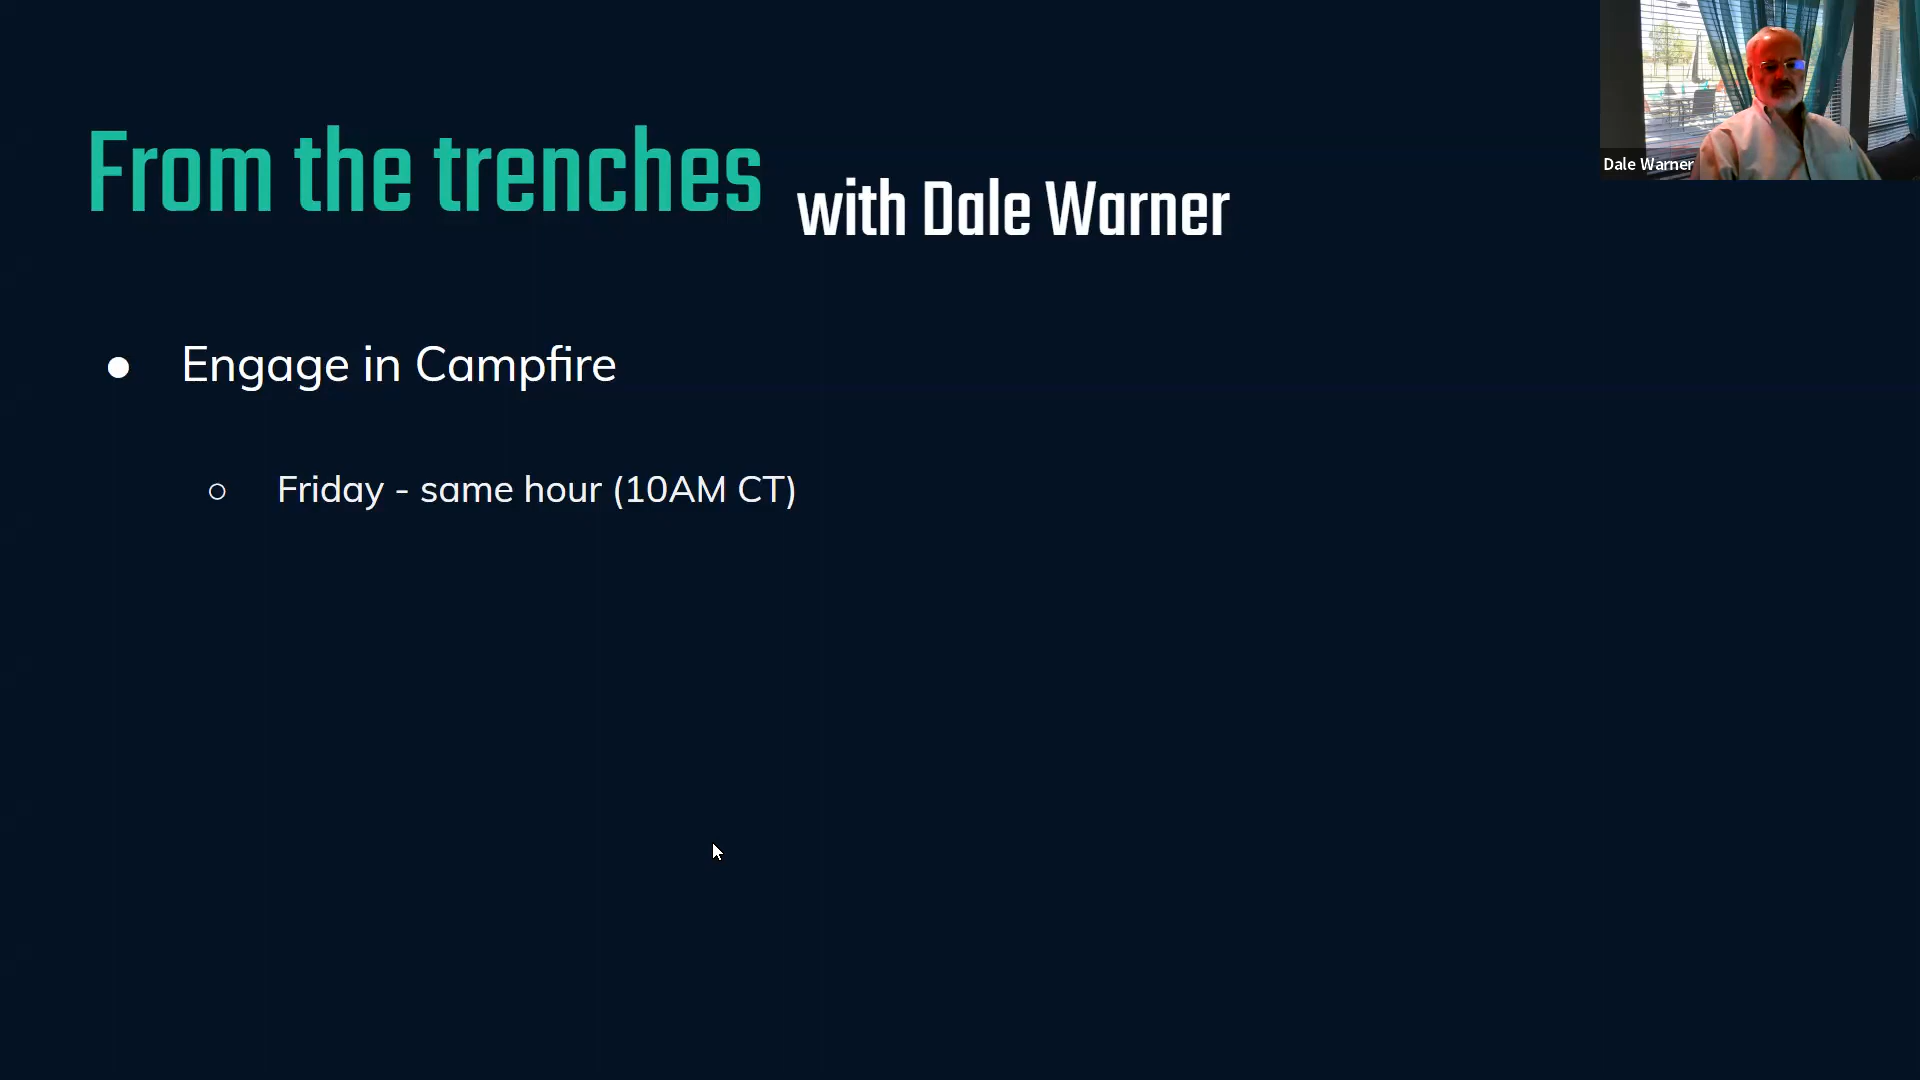 From the trenches with Dale Warner
Dale Warner
● Engage in Campfire
○ Friday - same hour (10AM CT)